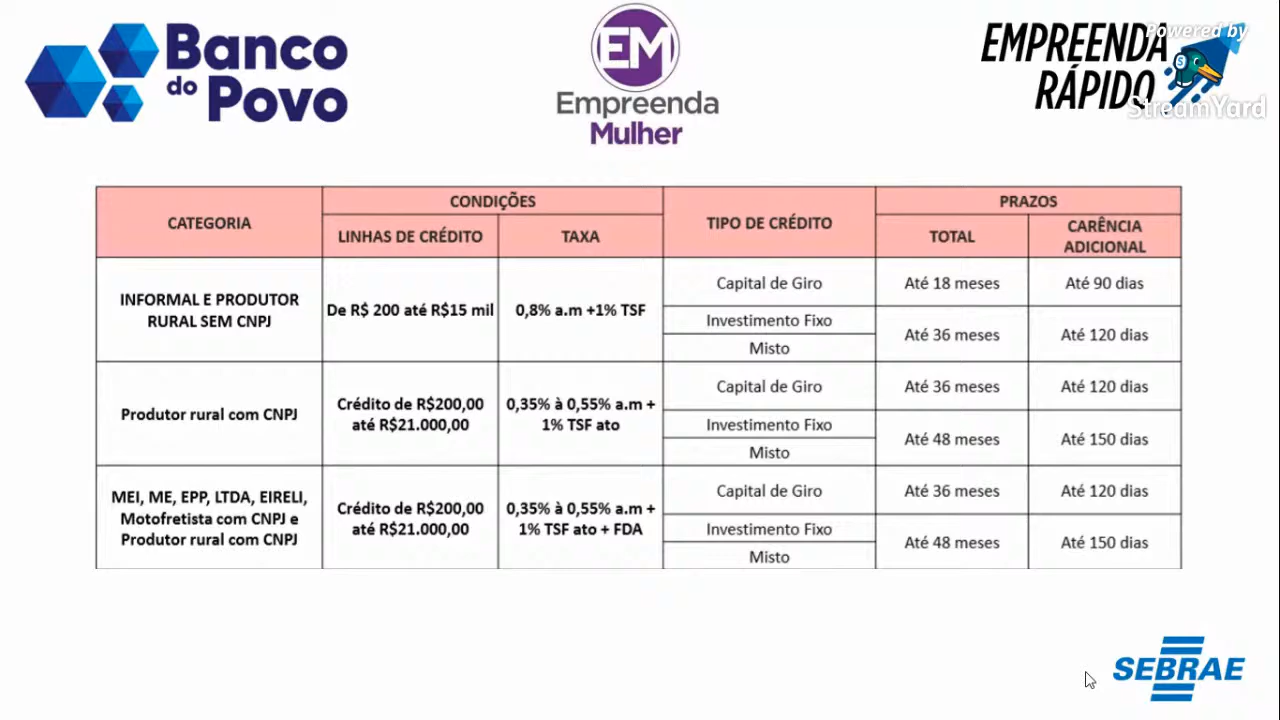 Banco
do Povo
EM
Empreenda
Mulher
EMPREENDA
RÁPIDO
Powered by
S
StreamYard
CATEGORIA
CONDIÇÕES
LINHAS DE CRÉDITO
TAXA
TIPO DE CRÉDITO
PRAZOS
TOTAL
CARÊNCIA
ADICIONAL
INFORMAL E PRODUTOR
RURAL SEM CNPJ
De R$ 200 até R$15 mil
0,8% a.m +1% TSF
Capital de Giro
Até 18 meses
Até 90 dias
Investimento Fixo
Misto
Até 36 meses
Até 120 dias
Produtor rural com CNPJ
Crédito de R$200,00
até R$21.000,00
0,35% à 0,55% a.m +
1% TSF ato
Capital de Giro
Até 36 meses
Até 120 dias
Investimento Fixo
Misto
Até 48 meses
Até 150 dias
MEI, ME, EPP, LTDA, EIRELI,
Motofretista com CNPJ e
Produtor rural com CNPJ
Crédito de R$200,00
até R$21.000,00
0,35% à 0,55% a.m +
1% TSF ato + FDA
Capital de Giro
Até 36 meses
Até 120 dias
Investimento Fixo
Misto
Até 48 meses
Até 150 dias
SEBRAE